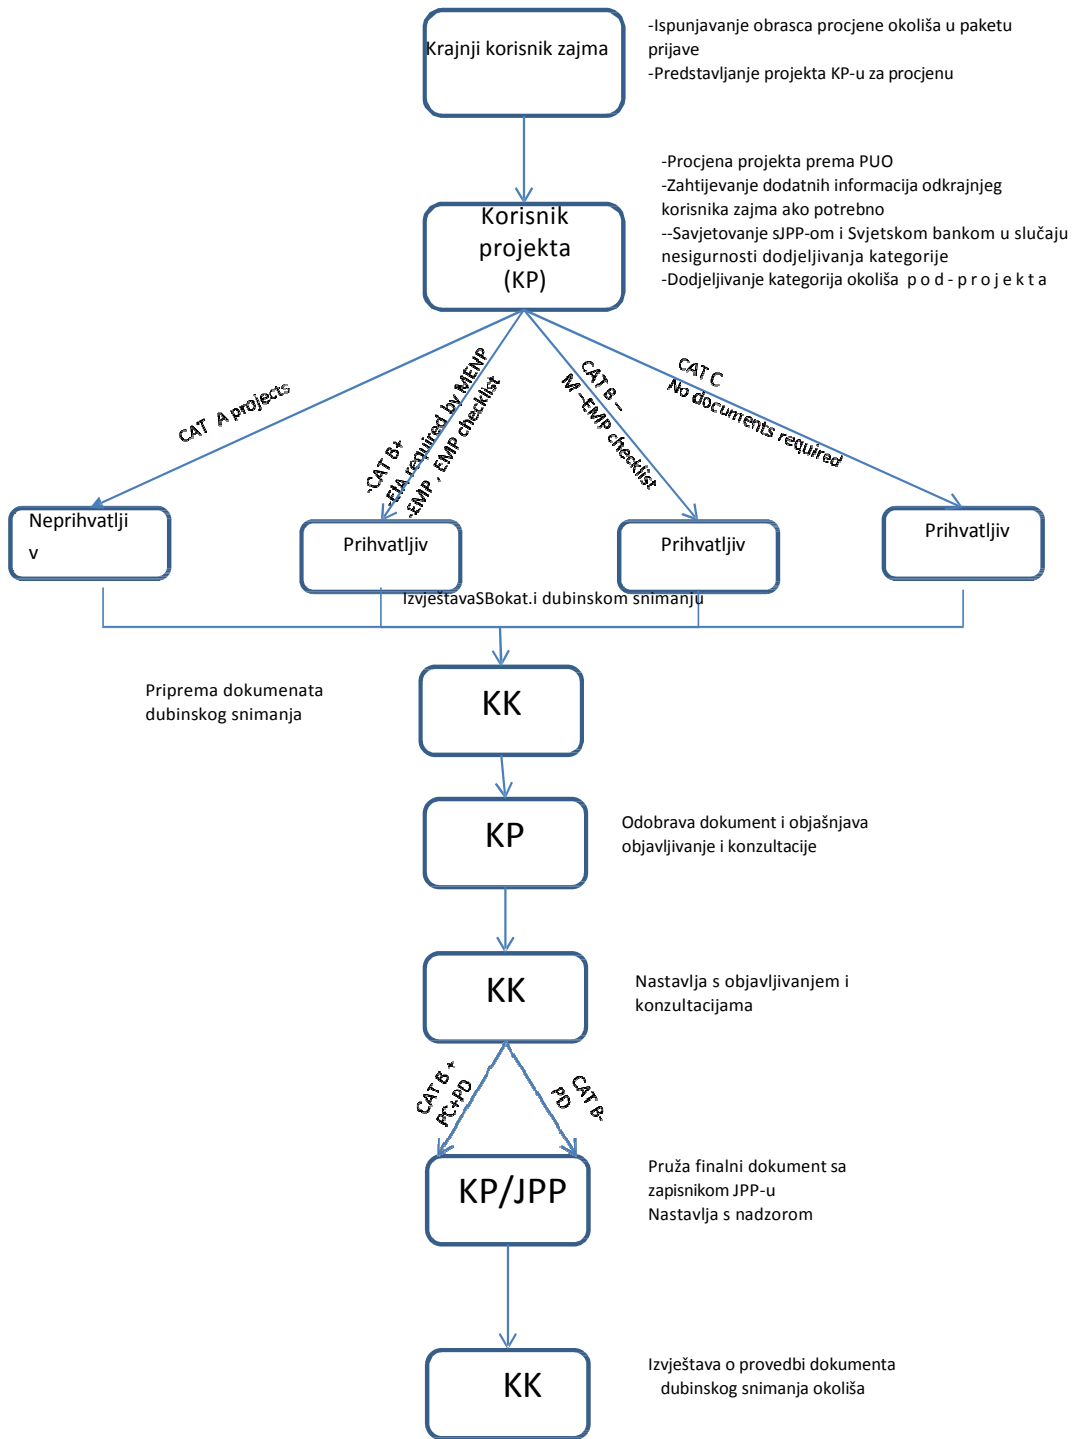 Krajnji korisnik zajma
-Ispunjavanje obrasca procjene okoliša u paketu
prijave
-Predstavljanje projekta KP-u za procjenu
Korisnik
projekta
(KP)
-Procjena projekta prema PUO
-Zahtijevanje dodatnih informacija odkrajnjeg
korisnika zajma ako potrebno
--Savjetovanje sJPP-om i Svjetskom bankom u slučaju
nesigurnosti dodjeljivanja kategorije
-Dodjeljivanje kategorija okoliša p o d - p r o j e k t a
CAT A projects
-CAT B+
-EIA required by MENP
-EMP , EMP checklist
CAT B –
M –EMP checklist
CAT C
No documents required
Neprihvatlji
v
Prihvatljiv
Prihvatljiv
Prihvatljiv
IzvještavaSBokat.i dubinskom snimanju
Priprema dokumenata
dubinskog snimanja
KK
KP
Odobrava dokument i objašnjava
objavljivanje i konzultacije
KK
Nastavlja s objavljivanjem i
konzultacijama
CAT B +
PC+PD
CAT B-
PD
KP/JPP
Pruža finalni dokument sa
zapisnikom JPP-u
Nastavlja s nadzorom
KK
Izvještava o provedbi dokumenta
dubinskog snimanja okoliša